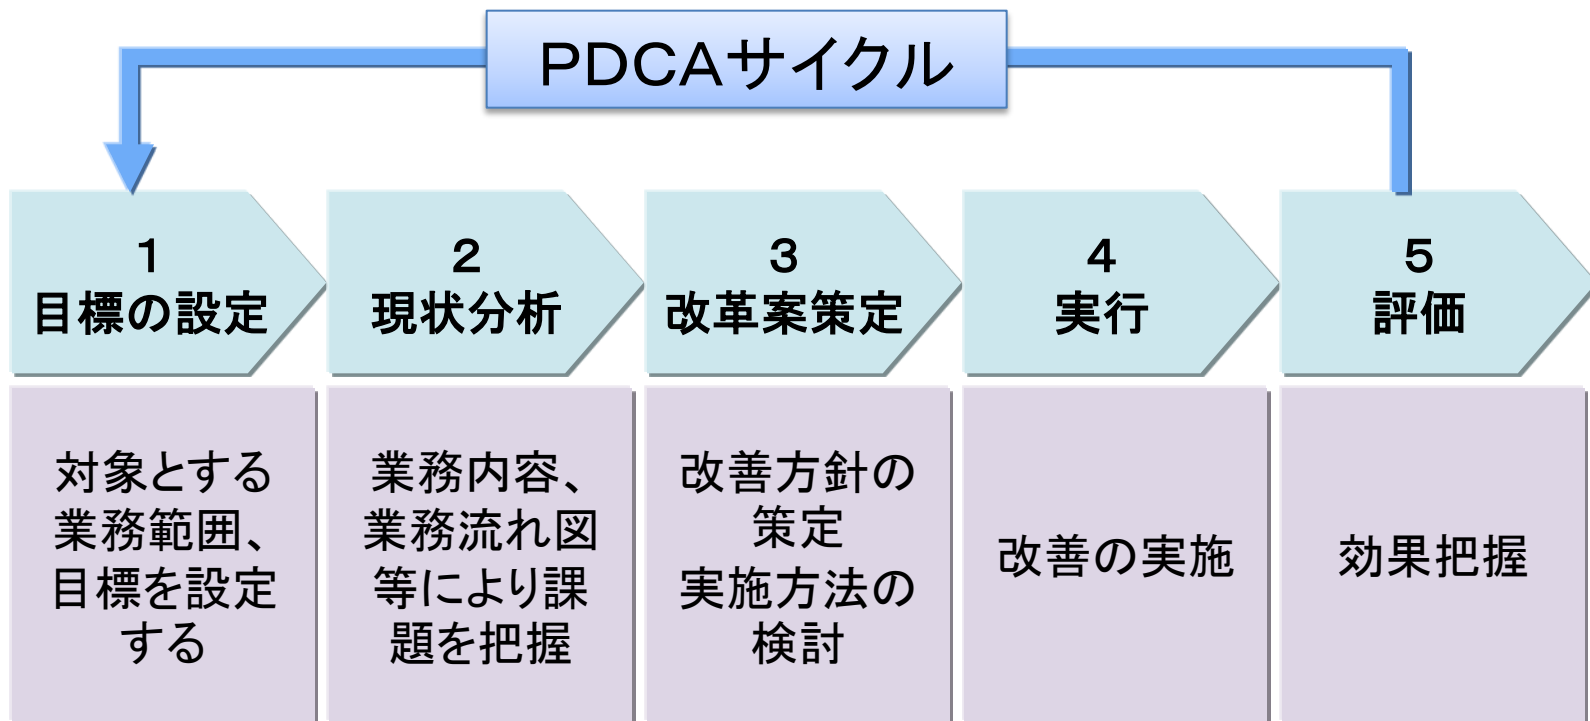 PDCAサイクル
1
目標の設定
2
現状分析
3
改革案策定
4
実行
5
評価
対象とする
業務範囲、
目標を設定
する
業務内容、
業務流れ図
等により課
題を把握
改善方針の
策定
実施方法の
検討
改善の実施
効果把握